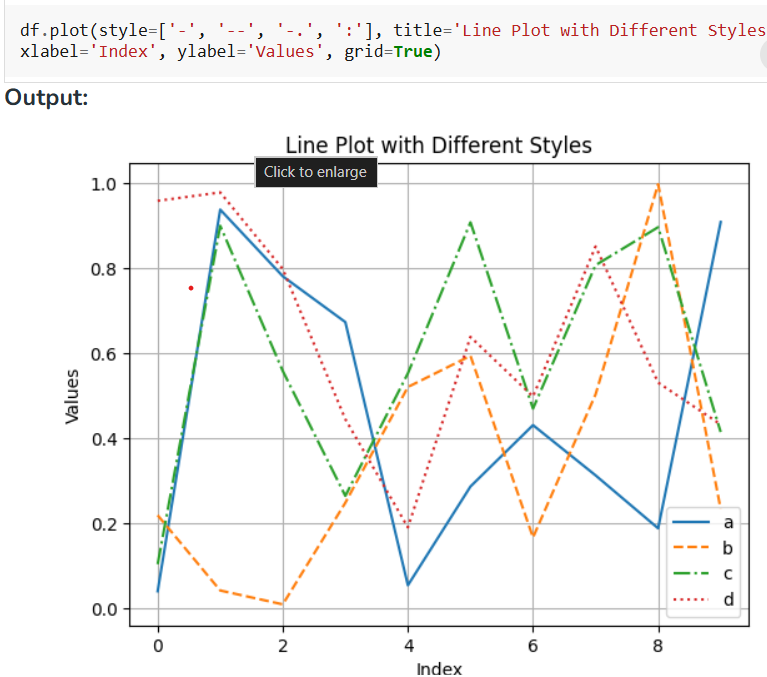 df.plot(style=['-', '--', '-.', ':'], title='Line Plot with Different Styles
xlabel='Index', ylabel='Values', grid=True)
Output:
Line Plot with Different Styles
Click to enlarge
1.0
0.8
0.6
0.4
0.2
0.0
Values
a
b
c
d
0 2 4 6 8
Index